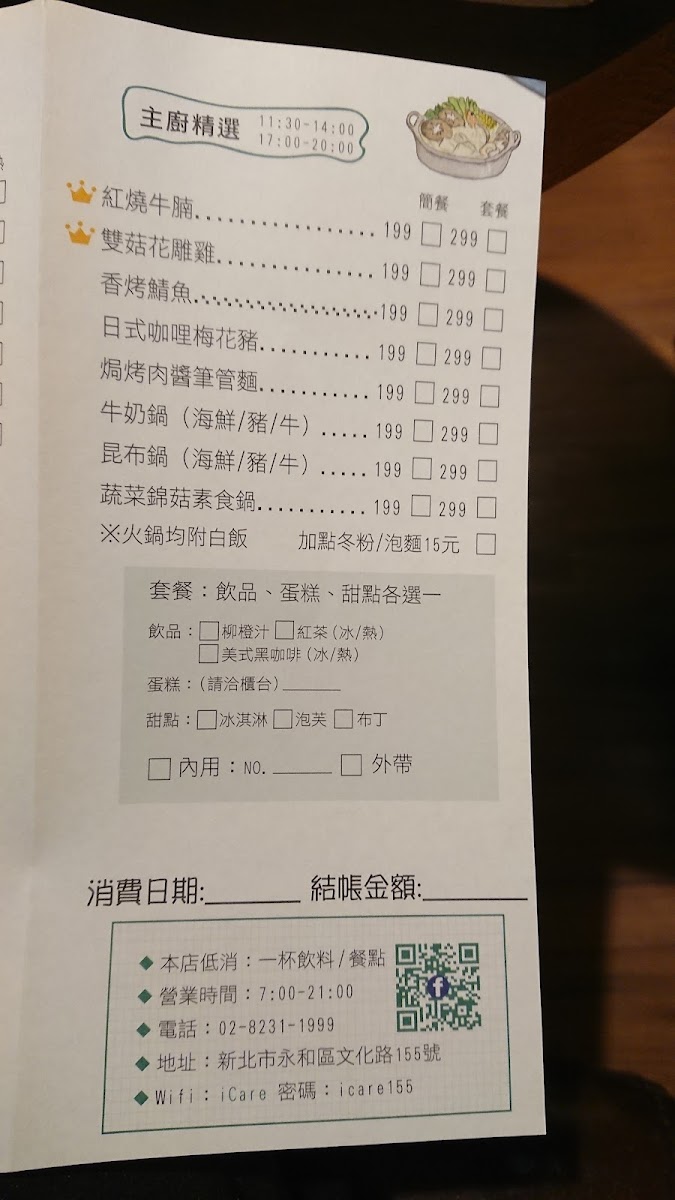 主廚精選 11:30-14:00
17:00-20:00
簡餐 套餐
紅燒牛腩................ 199 □ 299 □
雙菇花雕雞.............. 199 □ 299 □
香烤鯖魚................ 199 □ 299 □
日式咖哩梅花豬........... 199 □ 299 □
焗烤肉醬筆管麵........... 199 □ 299 □
牛奶鍋(海鮮/豬/牛)..... 199 □ 299 □
昆布鍋(海鮮/豬/牛)..... 199 □ 299 □
蔬菜錦菇素食鍋........... 199 □ 299 □
※火鍋均附白飯 加點冬粉/泡麵15元 □
套餐：飲品、蛋糕、甜點各選一
飲品：□柳橙汁 □紅茶(冰/熱)
□美式黑咖啡(冰/熱)
蛋糕：(請洽櫃台)______
甜點：□冰淇淋 □泡芙 □布丁
□ 內用：NO.______ □ 外帶
消費日期:______ 結帳金額:______
◆ 本店低消：一杯飲料/餐點
◆ 營業時間：7:00-21:00
◆ 電話：02-8231-1999
◆ 地址：新北市永和區文化路155號
◆ Wifi：iCare 密碼：icare155